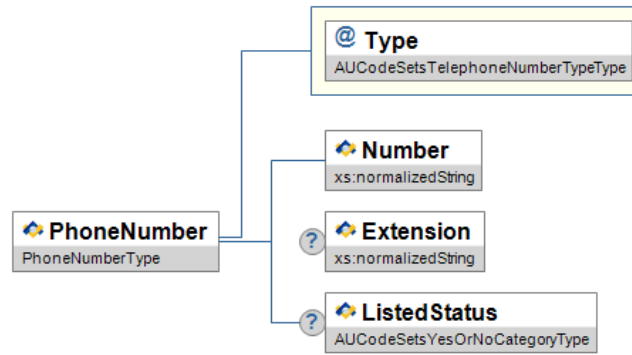 @ Type
AUCodeSetsTelephoneNumberTypeType
Number
xs:normalizedString
PhoneNumber
PhoneNumberType
? Extension
xs:normalizedString
? ListedStatus
AUCodeSetsYesOrNoCategoryType